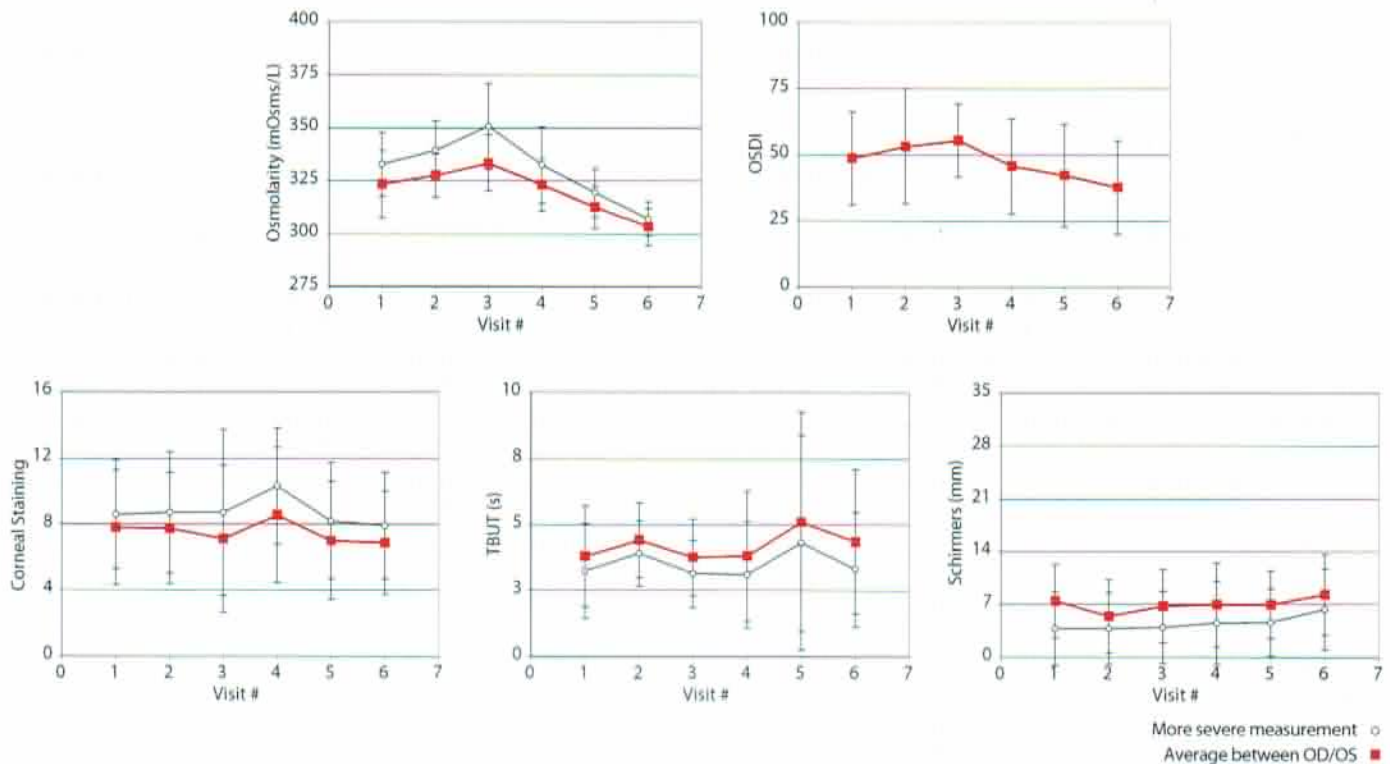 400
375
350
325
300
275
Osmolarity (mOsms/L)
0 1 2 3 4 5 6 7
Visit #
100
75
50
25
0
OSDI
0 1 2 3 4 5 6 7
Visit #
16
12
8
4
0
Corneal Staining
0 1 2 3 4 5 6 7
Visit #
10
8
5
3
0
TBUT (s)
0 1 2 3 4 5 6 7
Visit #
35
28
21
14
7
0
Schirmers (mm)
0 1 2 3 4 5 6 7
Visit #
More severe measurement
Average between OD/OS